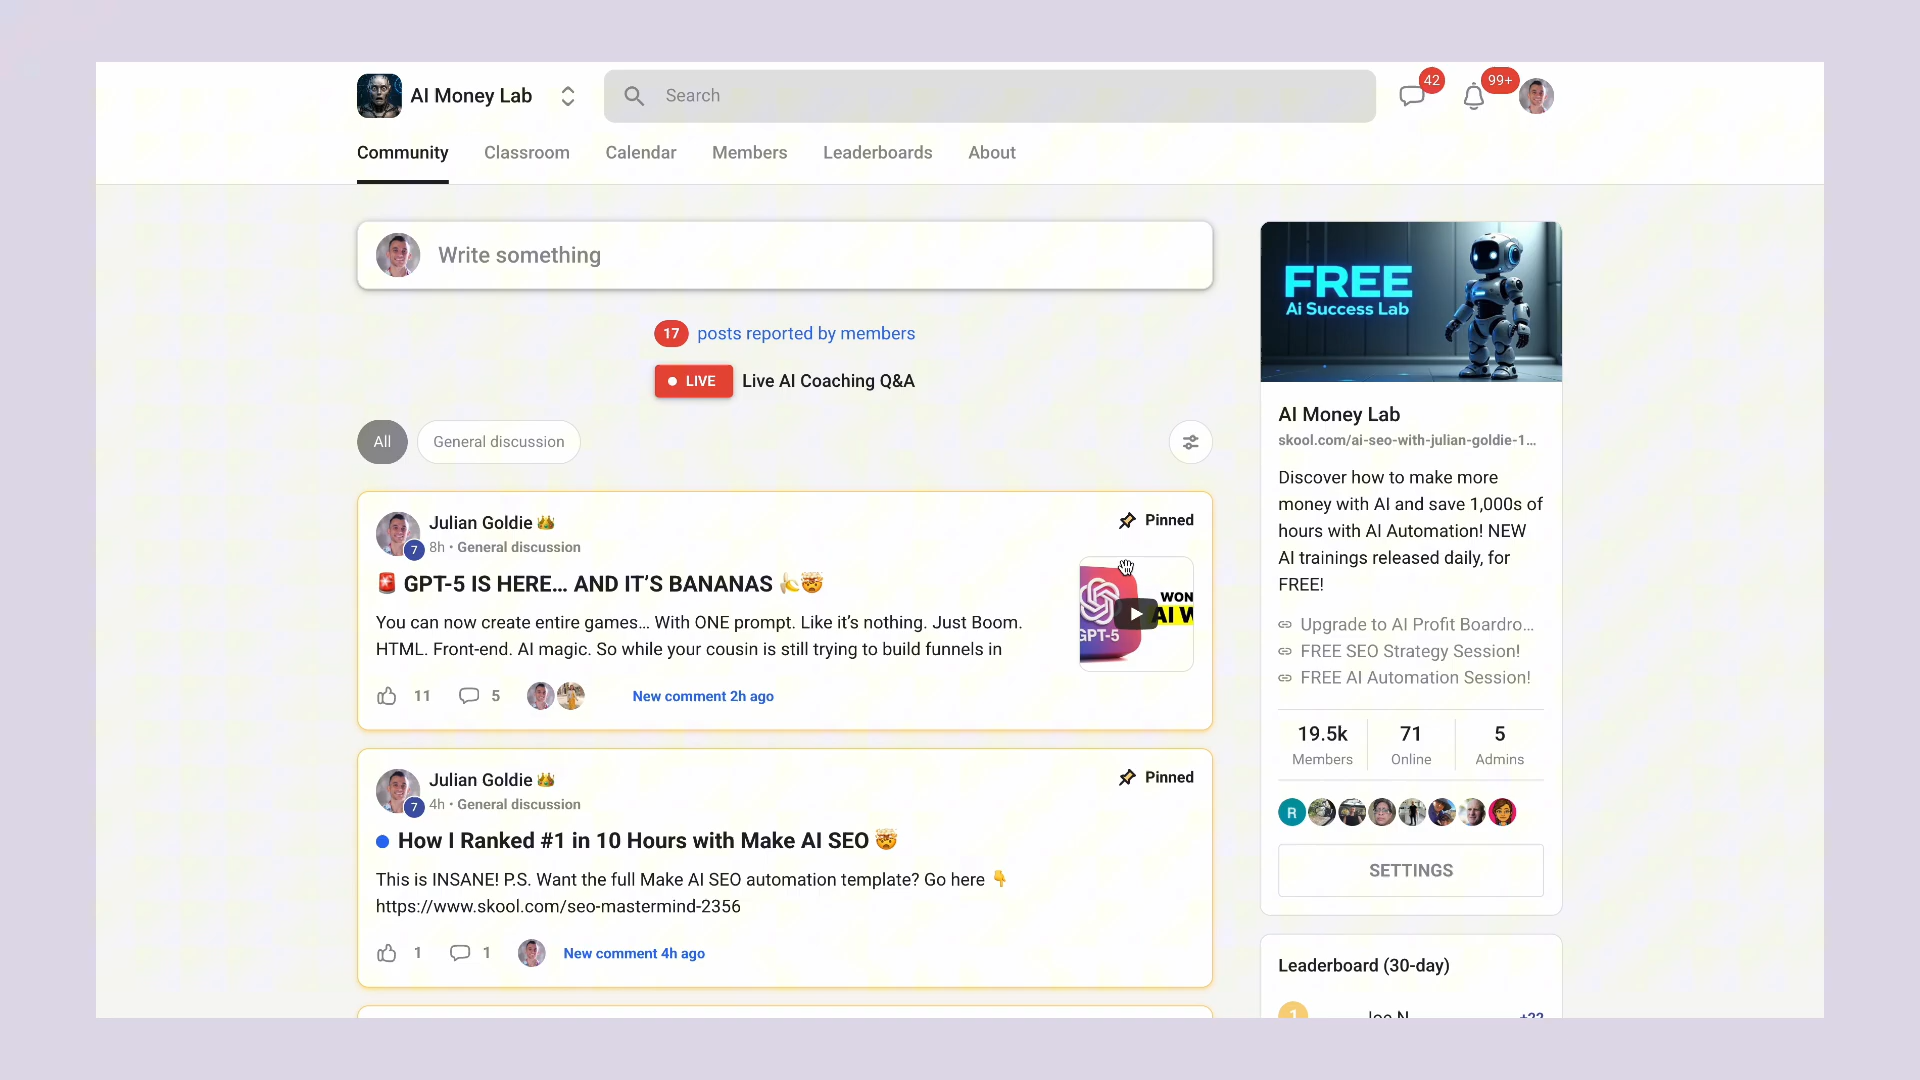 AI Money Lab
Search
42
99+
Community
Classroom
Calendar
Members
Leaderboards
About
Write something
17 posts reported by members
LIVE Live AI Coaching Q&A
All
General discussion
Julian Goldie 👑
7
8h • General discussion
Pinned
🚨 GPT-5 IS HERE... AND IT'S BANANAS 🍌🤯
You can now create entire games... With ONE prompt. Like it's nothing. Just Boom.
HTML. Front-end. AI magic. So while your cousin is still trying to build funnels in
GPT-5
WON
AI W
11
5
New comment 2h ago
Julian Goldie 👑
7
4h • General discussion
Pinned
How I Ranked #1 in 10 Hours with Make AI SEO 🤯
This is INSANE! P.S. Want the full Make AI SEO automation template? Go here 👇
https://www.skool.com/seo-mastermind-2356
1
1
New comment 4h ago
FREE
Ai Success Lab
AI Money Lab
skool.com/ai-seo-with-julian-goldie-1...
Discover how to make more
money with AI and save 1,000s of
hours with AI Automation! NEW
AI trainings released daily, for
FREE!
Upgrade to AI Profit Boardro...
FREE SEO Strategy Session!
FREE AI Automation Session!
19.5k
Members
71
Online
5
Admins
R
SETTINGS
Leaderboard (30-day)
1